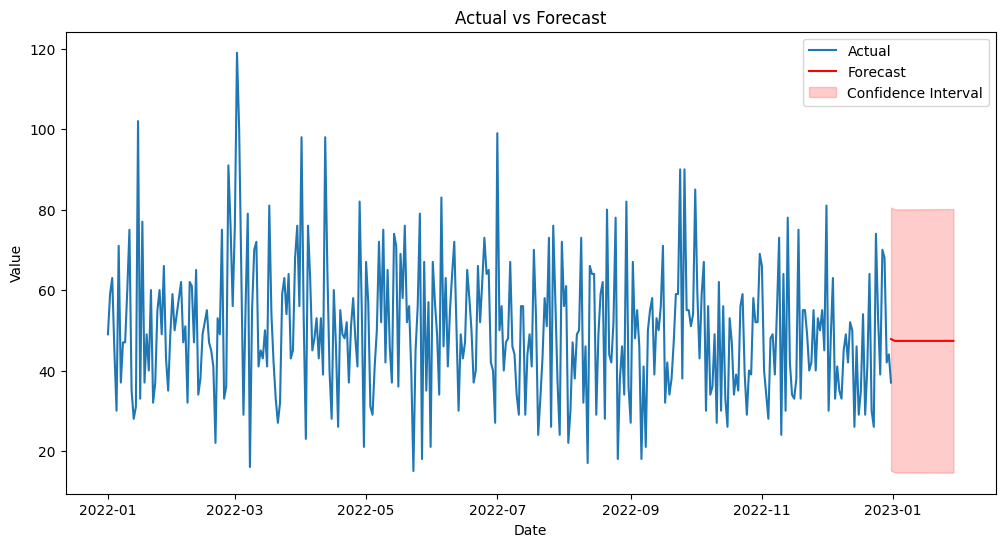 Actual vs Forecast
Actual
Forecast
Confidence Interval
Value
120
100
80
60
40
20
2022-01
2022-03
2022-05
2022-07
2022-09
2022-11
2023-01
Date